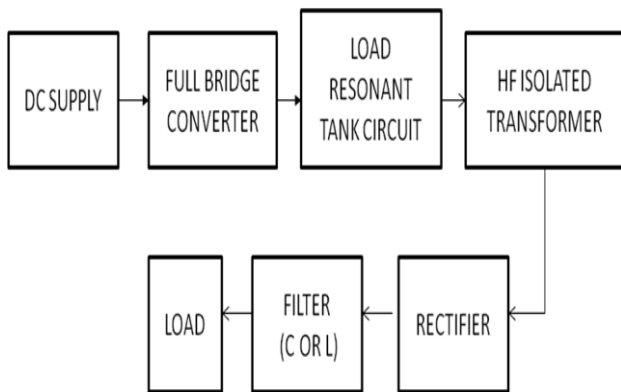 DC SUPPLY
FULL BRIDGE
CONVERTER
LOAD
RESONANT
TANK CIRCUIT
HF ISOLATED
TRANSFORMER
LOAD
FILTER
(C OR L)
RECTIFIER